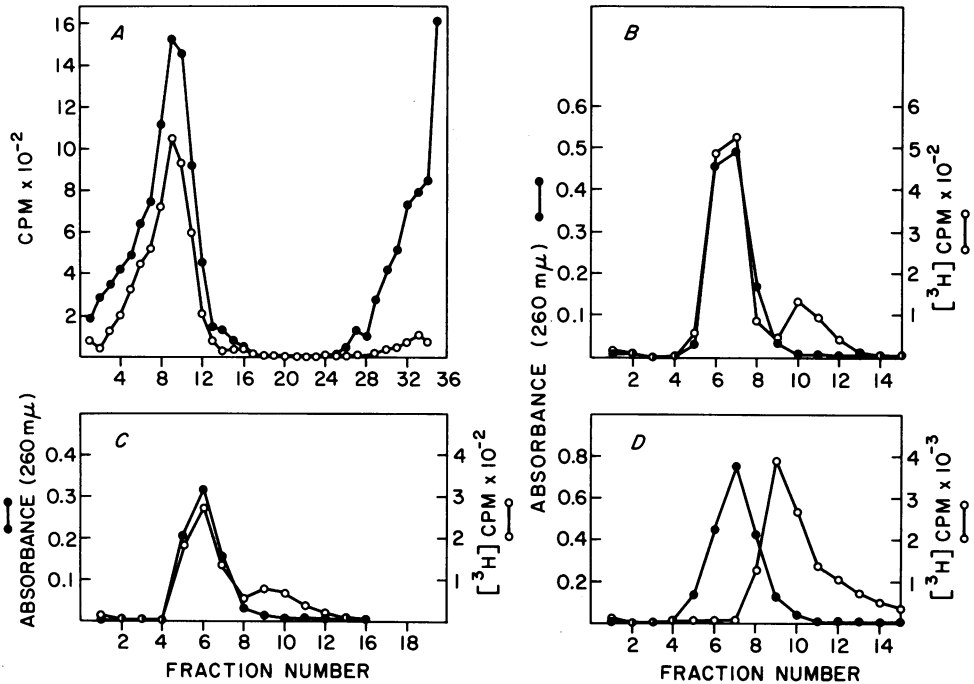 A
16
14
12
10
8
6
4
2
CPM x 10-2
4 8 12 16 20 24 28 32 36
B
0.6
0.5
0.4
0.3
0.2
0.1
ABSORBANCE (260 mμ)
6
5
4
3
2
1
[3H] CPM x 10-2
2 4 6 8 10 12 14
FRACTION NUMBER
C
0.4
0.3
0.2
0.1
ABSORBANCE (260 mμ)
4
3
2
1
[3H] CPM x 10-2
2 4 6 8 10 12 14 16 18
FRACTION NUMBER
D
0.8
0.6
0.4
0.2
4
3
2
1
[3H] CPM x 10-3
2 4 6 8 10 12 14
FRACTION NUMBER